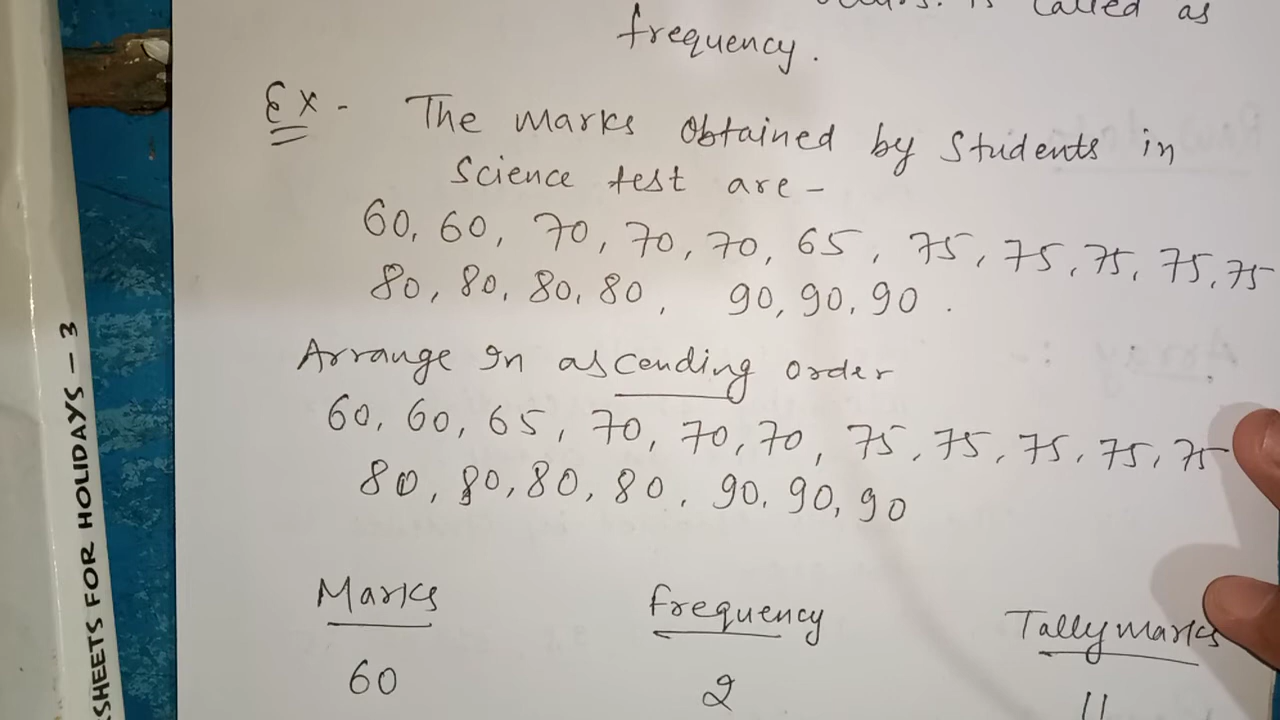 called as
frequency.
Ex - The marks obtained by students in
Science test are -
60, 60, 70, 70, 70, 65, 75, 75, 75, 75, 75
80, 80, 80, 80, 90, 90, 90.
Arrange In ascending order
60, 60, 65, 70, 70, 70, 75, 75, 75, 75, 75
80, 80, 80, 80, 90, 90, 90
Marks frequency Tally marks
60 2 ||
SHEETS FOR HOLIDAYS - 3